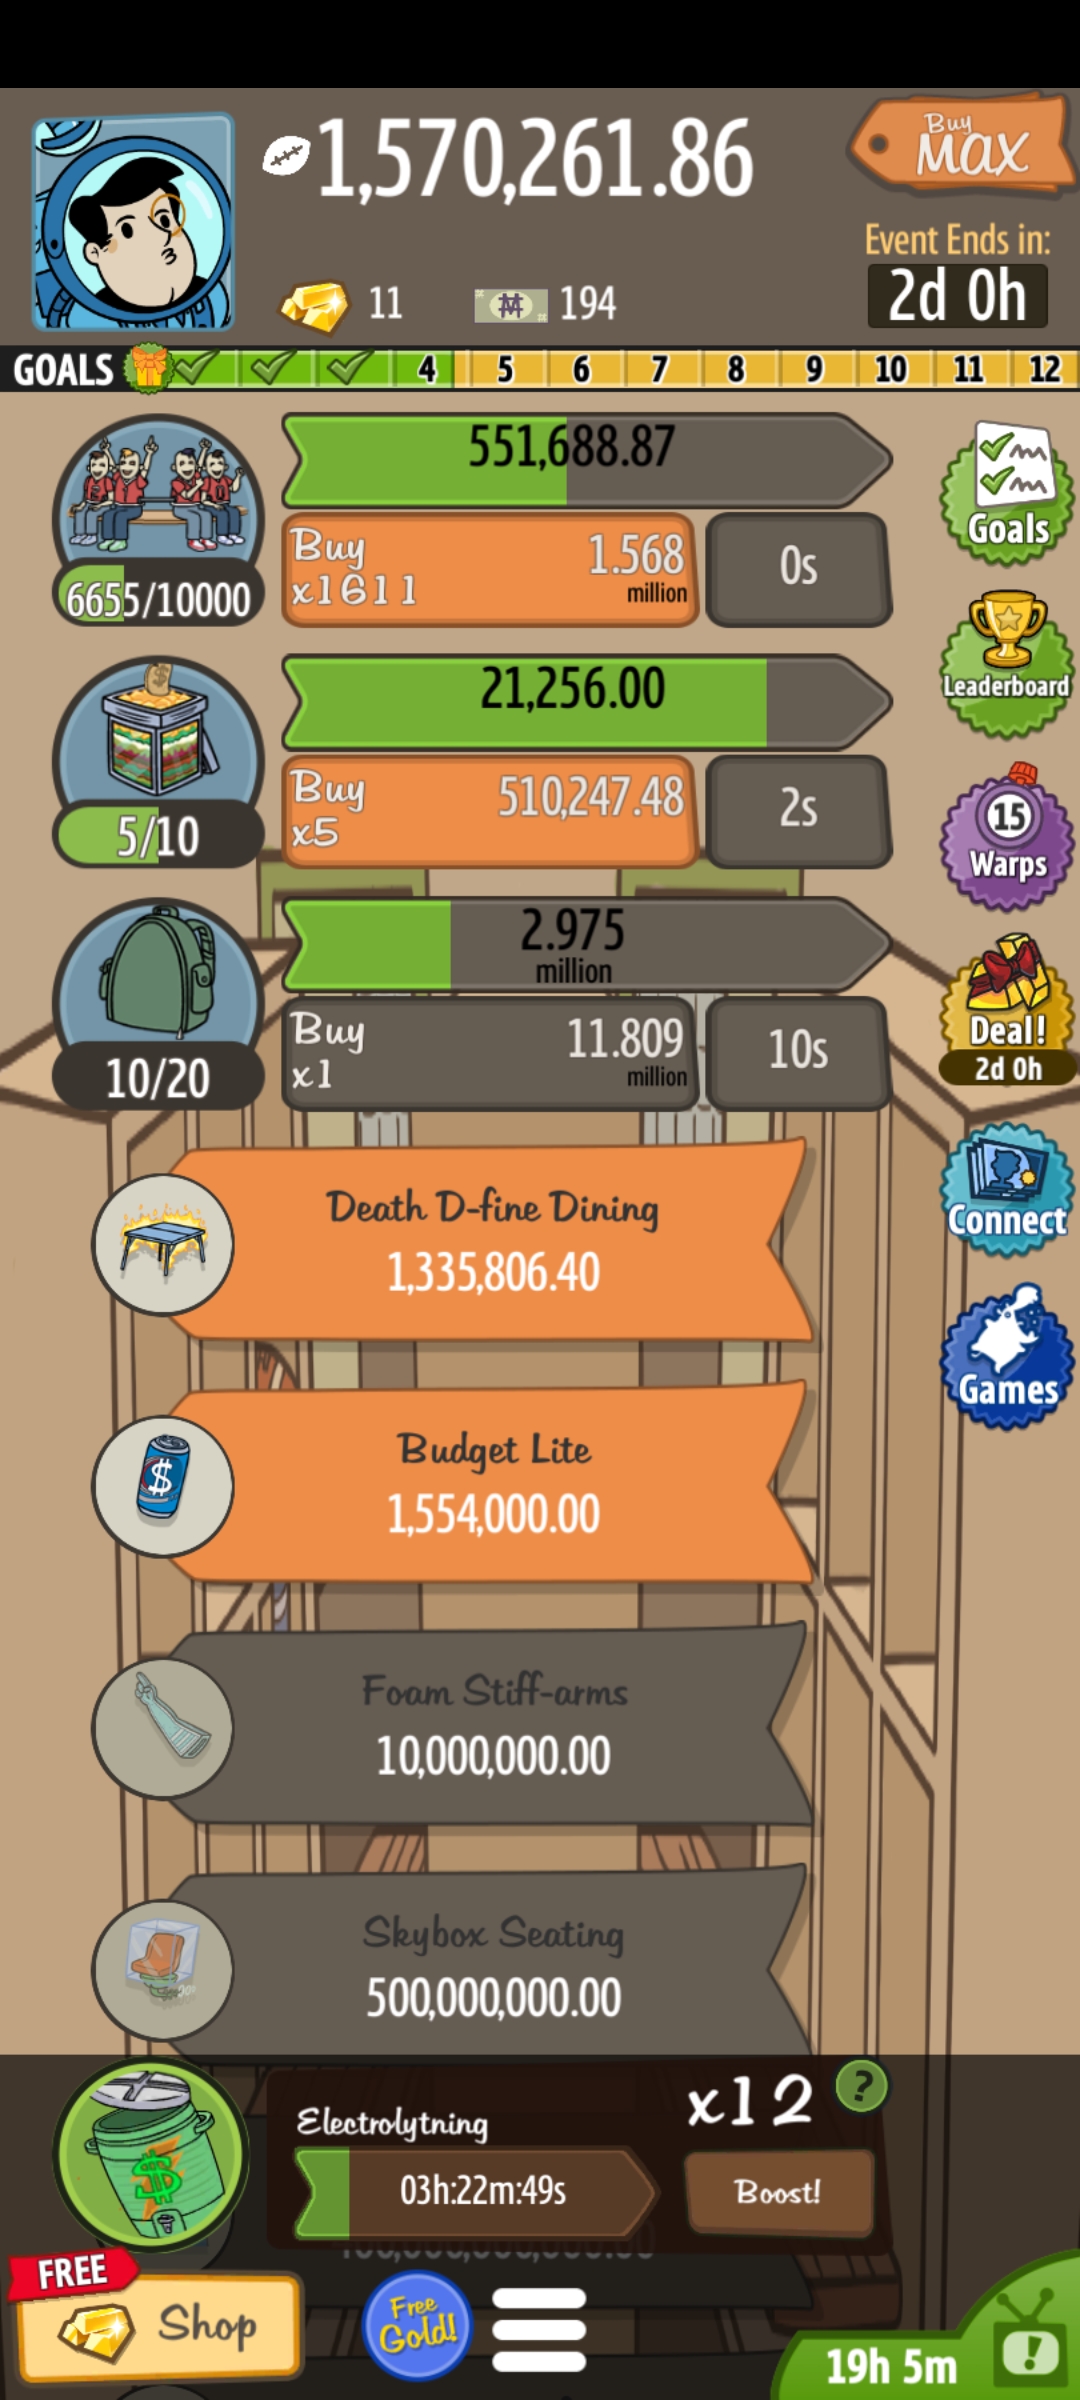 1,570,261.86
Buy
MAX
Event Ends in:
2d 0h
11
194
GOALS
4 5 6 7 8 9 10 11 12
551,688.87
Buy
x1611
1.568
million
0s
6655/10000
Goals
21,256.00
Buy
x5
510,247.48
2s
5/10
Leaderboard
15
Warps
2.975
million
Buy
x1
11.809
million
10s
10/20
Deal!
2d 0h
Death D-fine Dining
1,335,806.40
Connect
Budget Lite
1,554,000.00
Games
Foam Stiff-arms
10,000,000.00
Skybox Seating
500,000,000.00
Electrolytning
x12
?
03h:22m:49s
Boost!
FREE
Shop
Free
Gold!
19h 5m
!